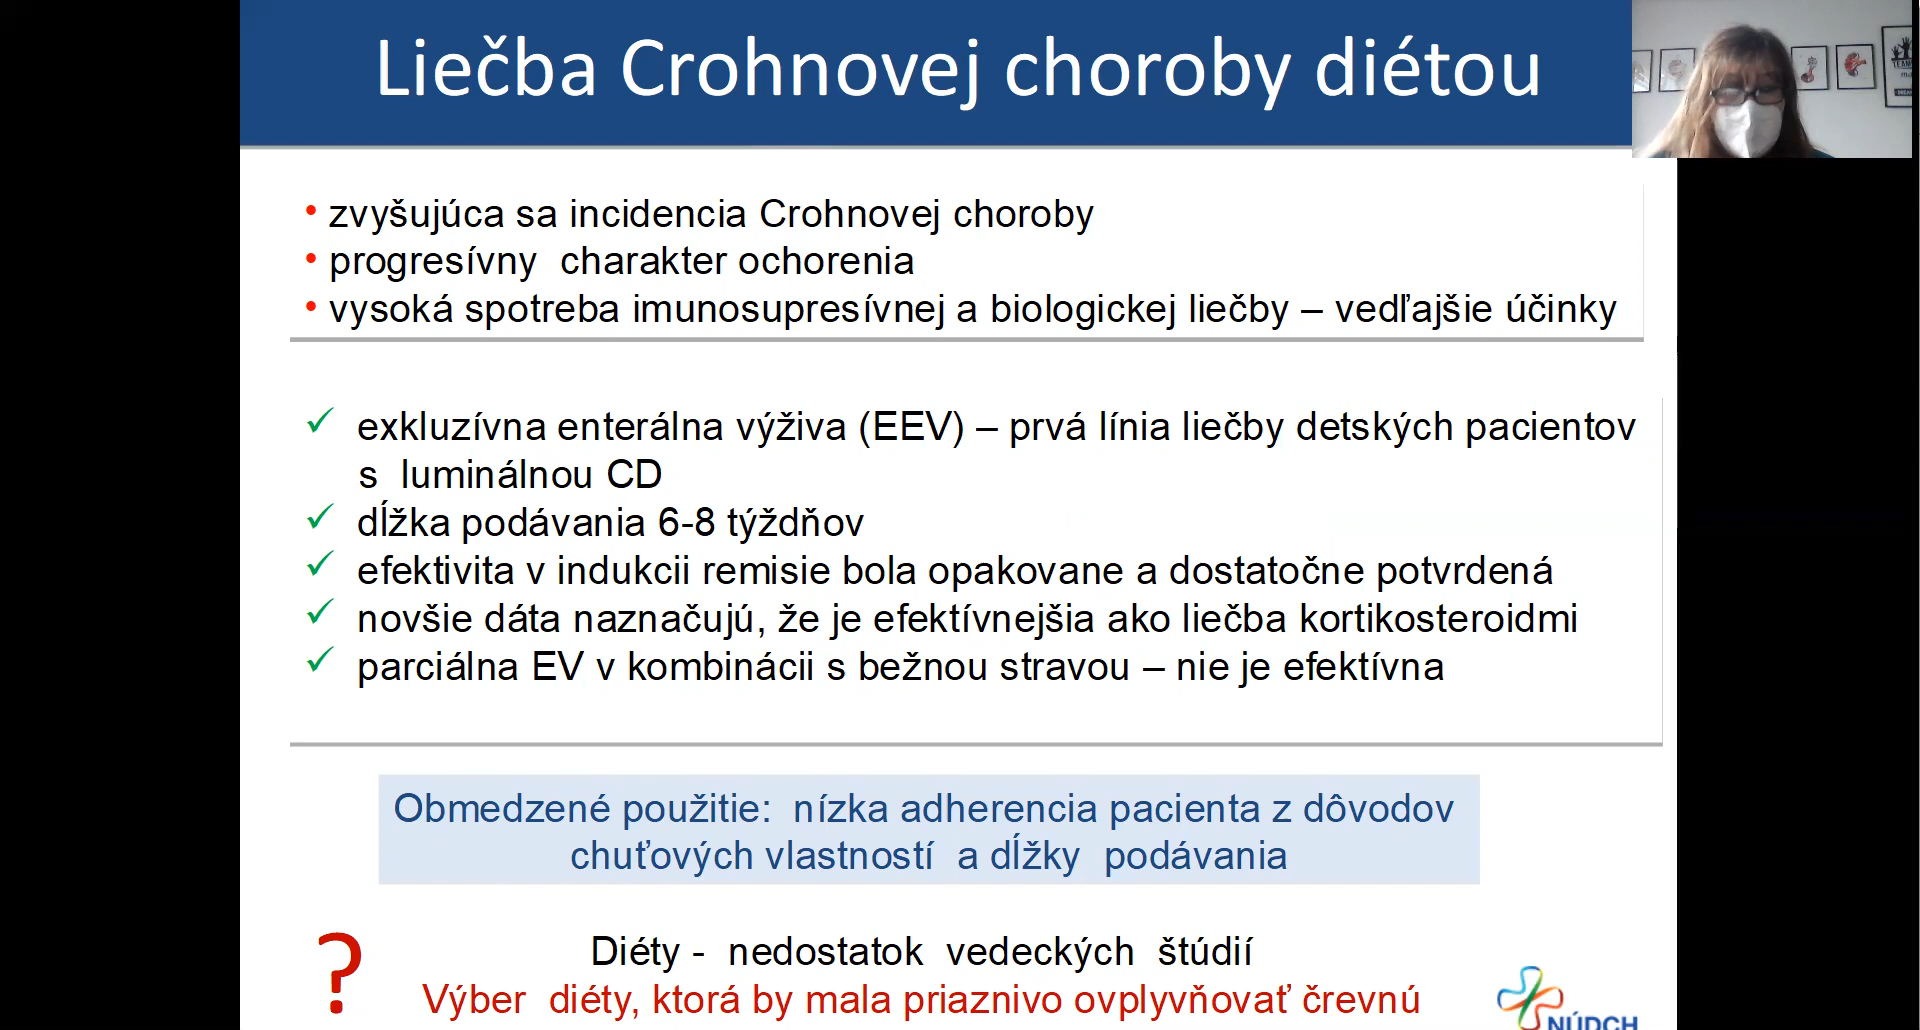 Liečba Crohnovej choroby diétou
• zvyšujúca sa incidencia Crohnovej choroby
• progresívny charakter ochorenia
• vysoká spotreba imunosupresívnej a biologickej liečby – vedľajšie účinky
✓ exkluzívna enterálna výživa (EEV) – prvá línia liečby detských pacientov
s luminálnou CD
✓ dĺžka podávania 6-8 týždňov
✓ efektivita v indukcii remisie bola opakovane a dostatočne potvrdená
✓ novšie dáta naznačujú, že je efektívnejšia ako liečba kortikosteroidmi
✓ parciálna EV v kombinácii s bežnou stravou – nie je efektívna
Obmedzené použitie: nízka adherencia pacienta z dôvodov
chuťových vlastností a dĺžky podávania
? Diéty - nedostatok vedeckých štúdií
Výber diéty, ktorá by mala priaznivo ovplyvňovať črevnú
NÚDCH